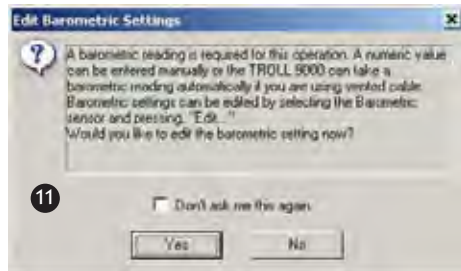 Edit Barometric Settings
A barometric reading is required for this operation. A numeric value
can be entered manually or the TROLL 9000 can take a
barometric reading automatically if you are using vented cable.
Barometric settings can be edited by selecting the Barometric
sensor and pressing, "Edit..."
Would you like to edit the barometric setting now?
11
Don't ask me this again
Yes
No